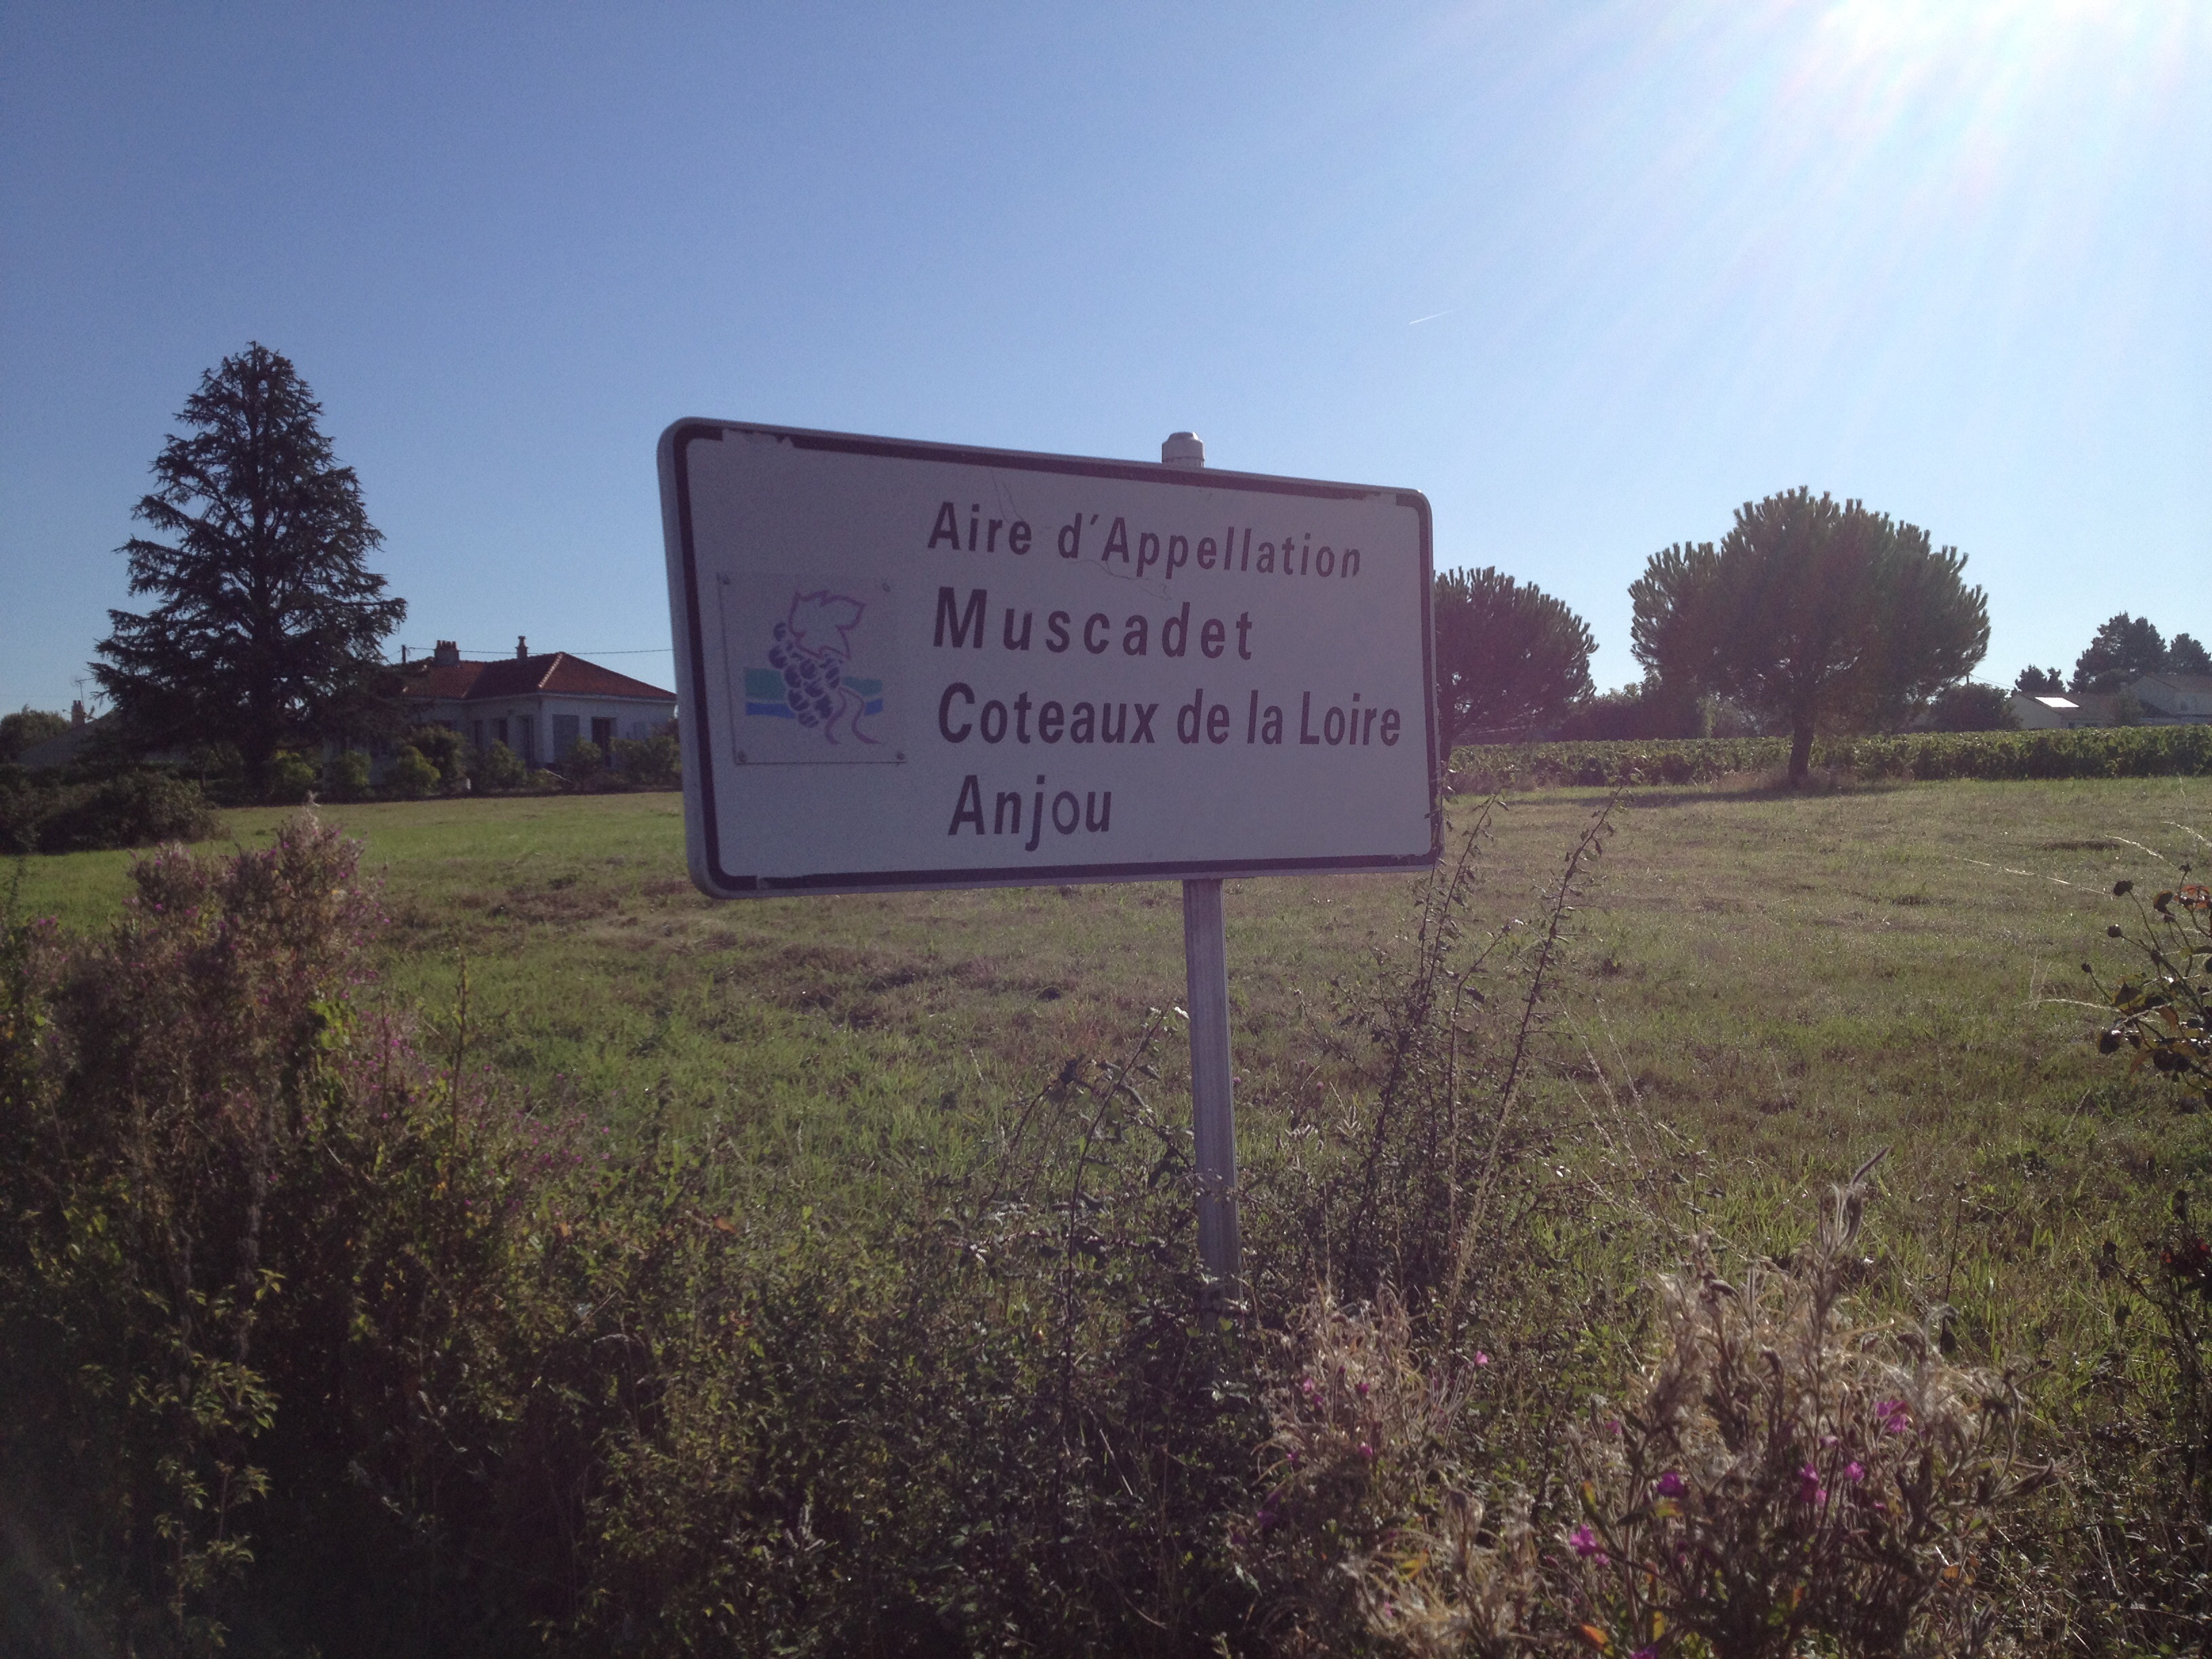 Aire d'Appellation
Muscadet
Coteaux de la Loire
Anjou